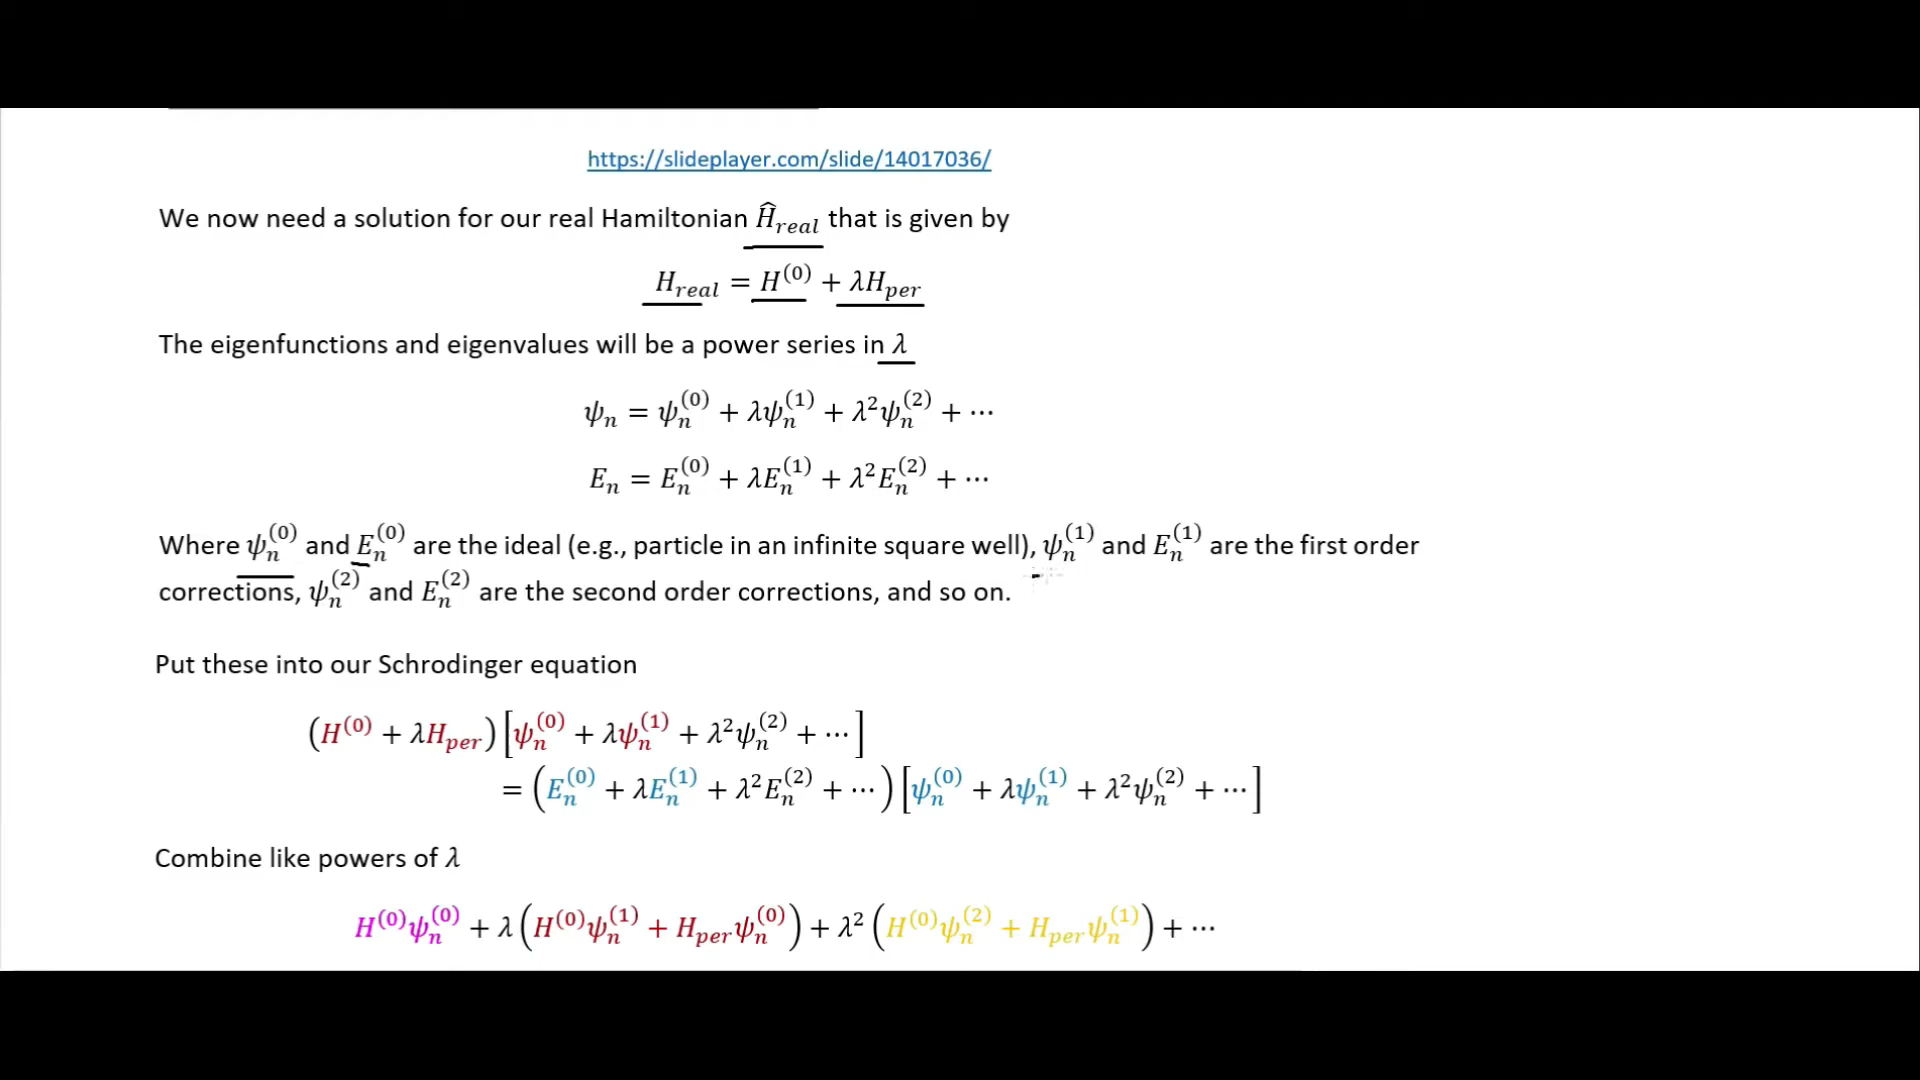 https://slideplayer.com/slide/14017036/
We now need a solution for our real Hamiltonian Ĥ_real that is given by
H_real = H^(0) + λH_per
The eigenfunctions and eigenvalues will be a power series in λ
ψ_n = ψ_n^(0) + λψ_n^(1) + λ²ψ_n^(2) + ⋯
E_n = E_n^(0) + λE_n^(1) + λ²E_n^(2) + ⋯
Where ψ_n^(0) and E_n^(0) are the ideal (e.g., particle in an infinite square well), ψ_n^(1) and E_n^(1) are the first order
corrections, ψ_n^(2) and E_n^(2) are the second order corrections, and so on.
Put these into our Schrodinger equation
(H^(0) + λH_per)[ψ_n^(0) + λψ_n^(1) + λ²ψ_n^(2) + ⋯]
= (E_n^(0) + λE_n^(1) + λ²E_n^(2) + ⋯)[ψ_n^(0) + λψ_n^(1) + λ²ψ_n^(2) + ⋯]
Combine like powers of λ
H^(0)ψ_n^(0) + λ(H^(0)ψ_n^(1) + H_perψ_n^(0)) + λ²(H^(0)ψ_n^(2) + H_perψ_n^(1)) + ⋯